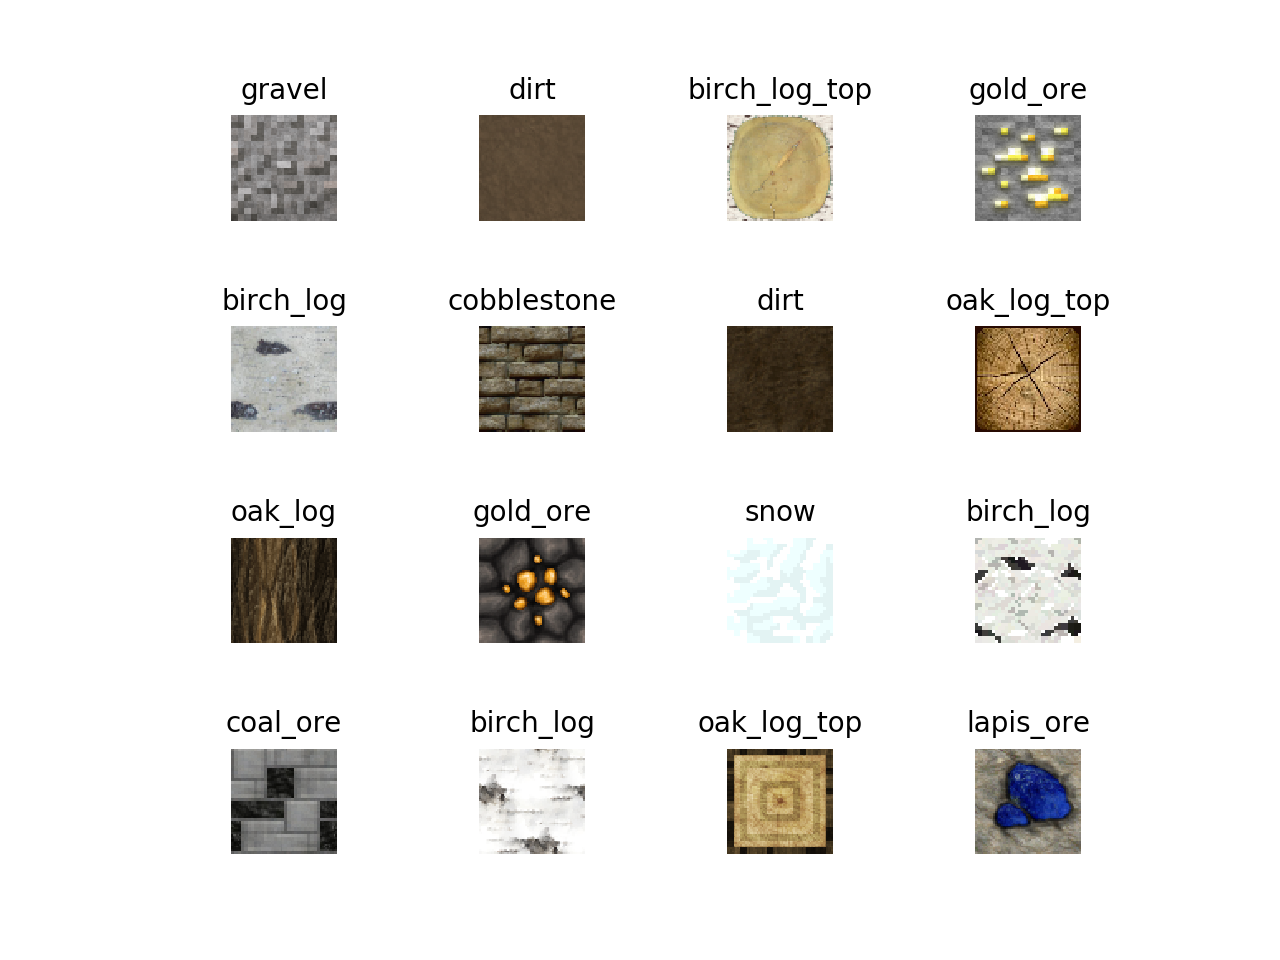 gravel
dirt
birch_log_top
gold_ore
birch_log
cobblestone
dirt
oak_log_top
oak_log
gold_ore
snow
birch_log
coal_ore
birch_log
oak_log_top
lapis_ore